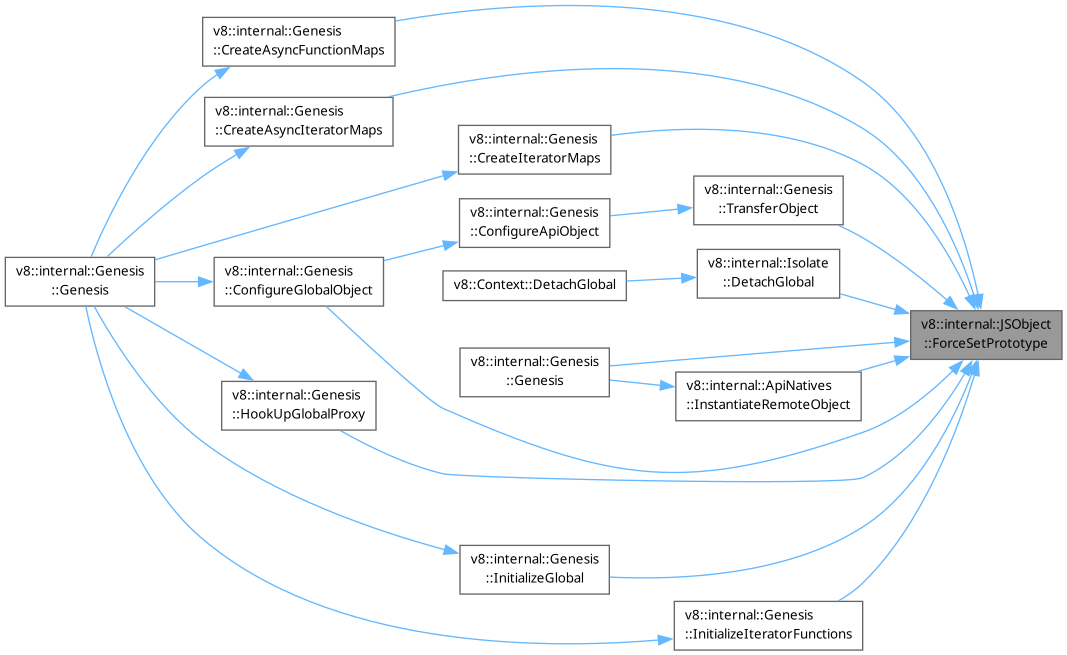 v8::internal::Genesis
::CreateAsyncFunctionMaps
v8::internal::Genesis
::CreateAsyncIteratorMaps
v8::internal::Genesis
::CreateIteratorMaps
v8::internal::Genesis
::TransferObject
v8::internal::Genesis
::ConfigureApiObject
v8::internal::Isolate
::DetachGlobal
v8::internal::Genesis
::Genesis
v8::internal::Genesis
::ConfigureGlobalObject
v8::Context::DetachGlobal
v8::internal::JSObject
::ForceSetPrototype
v8::internal::Genesis
::Genesis
v8::internal::ApiNatives
::InstantiateRemoteObject
v8::internal::Genesis
::HookUpGlobalProxy
v8::internal::Genesis
::InitializeGlobal
v8::internal::Genesis
::InitializeIteratorFunctions